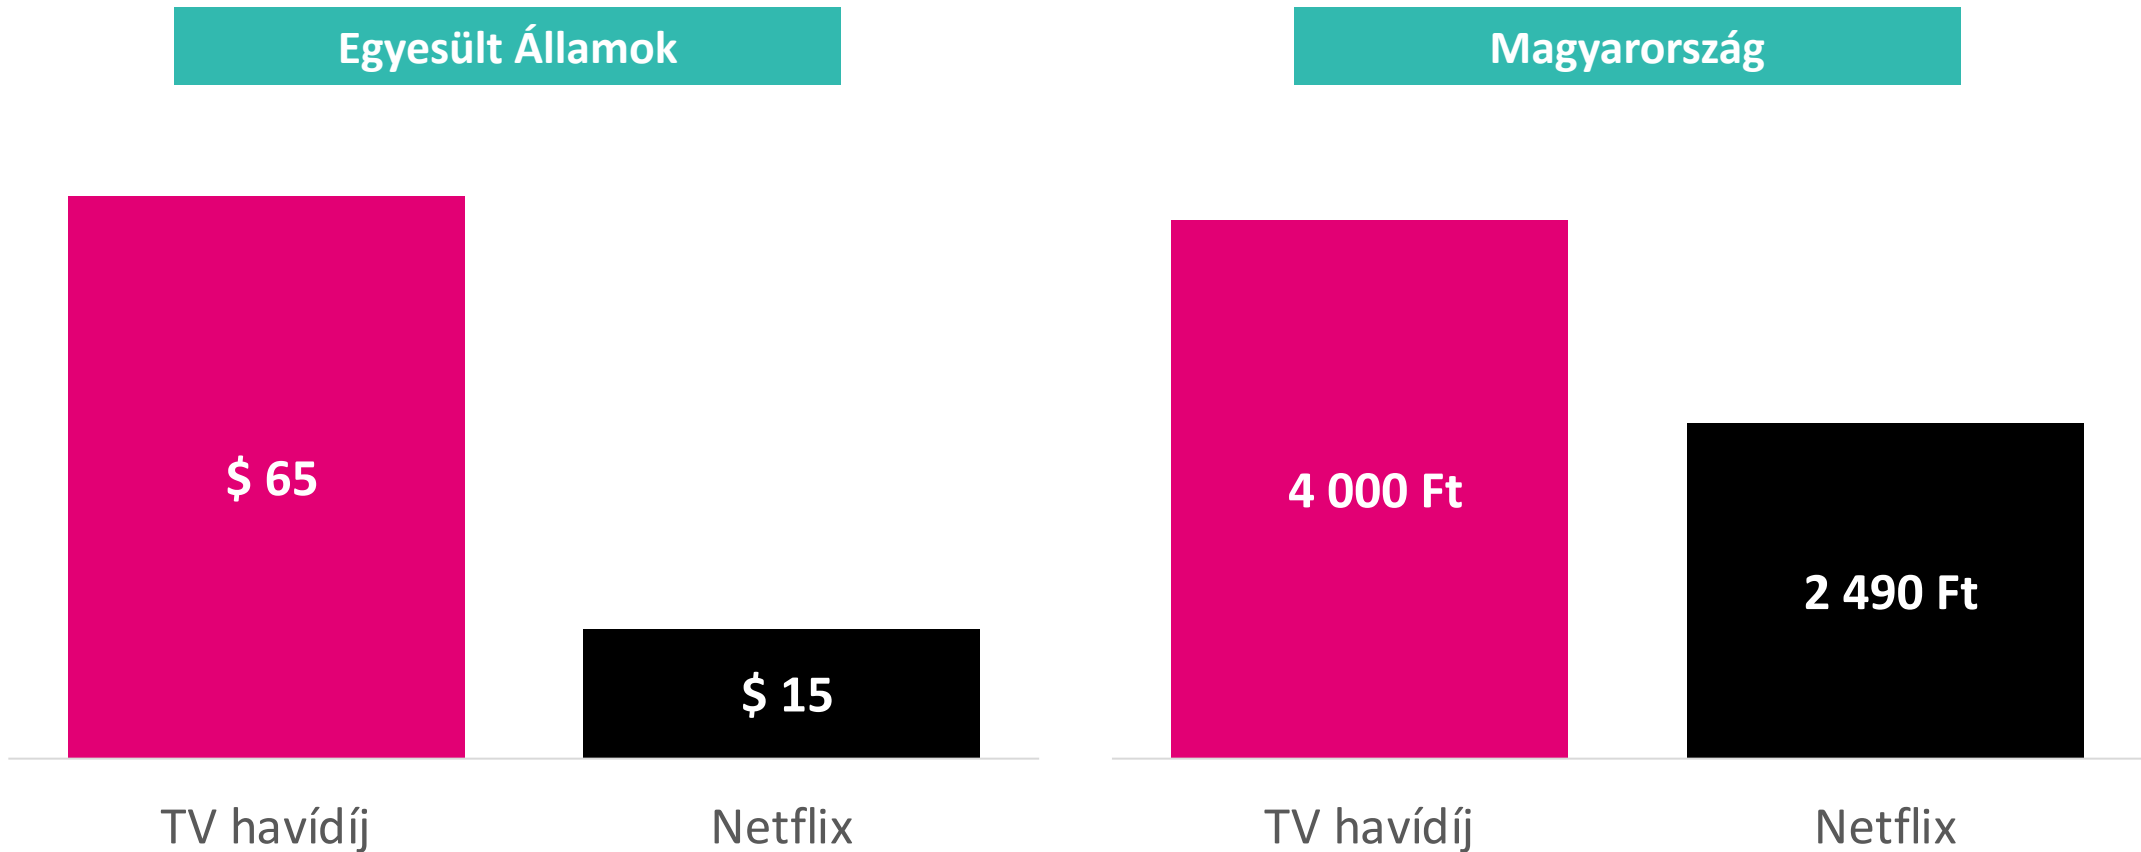 Egyesült Államok
$ 65
$ 15
TV havídíj
Netflix
Magyarország
4 000 Ft
2 490 Ft
TV havídíj
Netflix